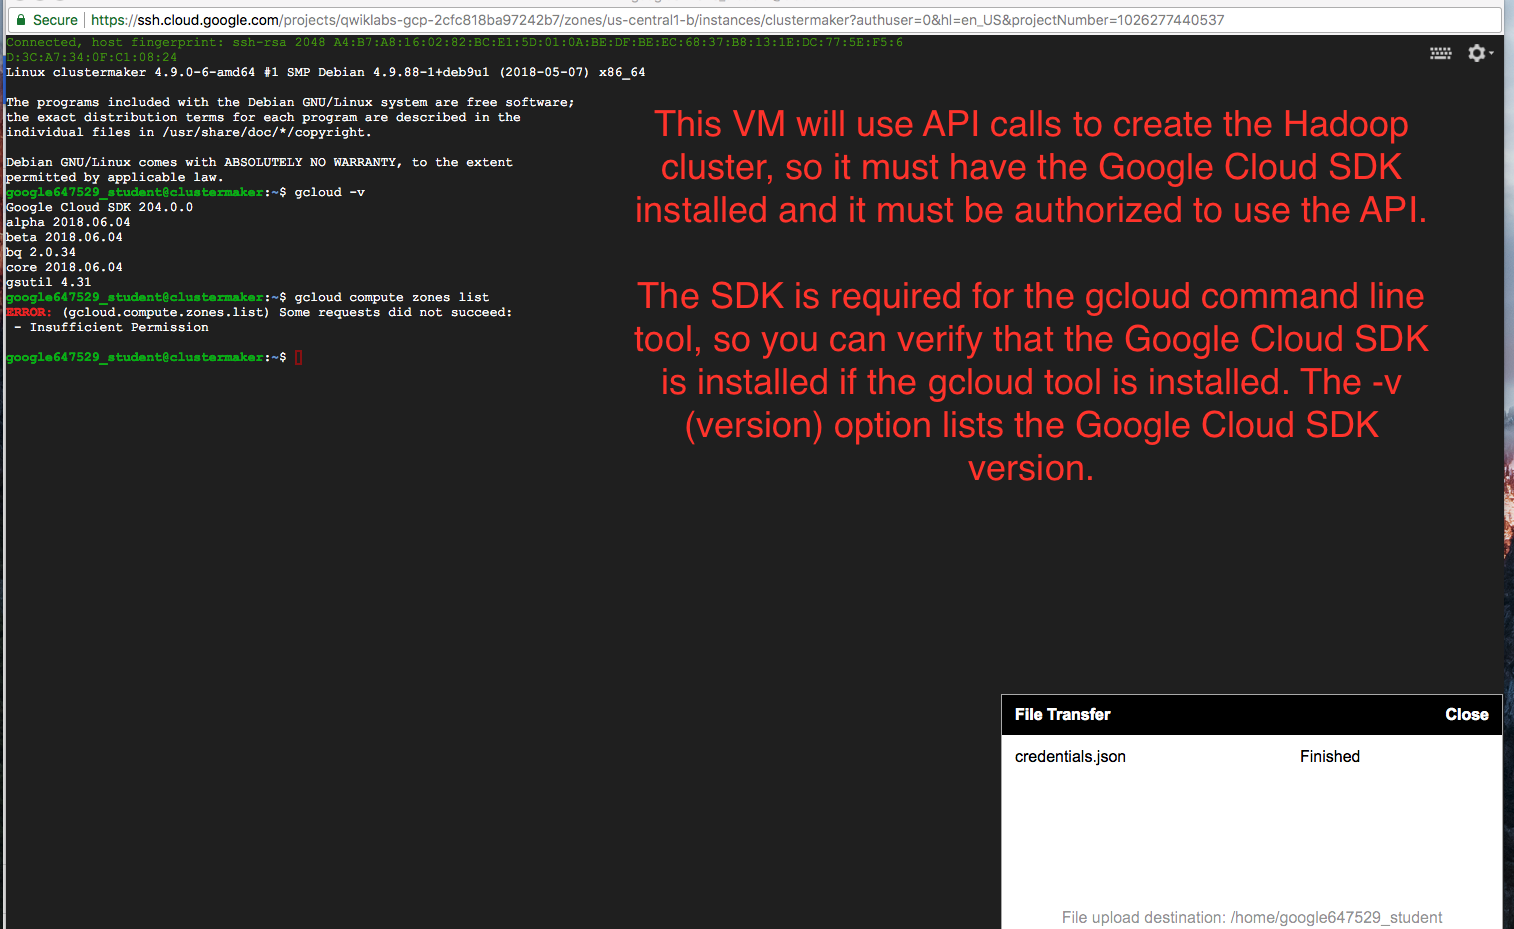 Secure https://ssh.cloud.google.com/projects/qwiklabs-gcp-2cfc818ba97242b7/zones/us-central1-b/instances/clustermaker?authuser=0&hl=en_US&projectNumber=1026277440537
Connected, host fingerprint: ssh-rsa 2048 A4:B7:A8:16:02:82:BC:E1:5D:01:0A:BE:DF:BE:EC:68:37:B8:13:1E:DC:77:5E:F5:6
D:3C:A7:34:0F:C1:08:24
Linux clustermaker 4.9.0-6-amd64 #1 SMP Debian 4.9.88-1+deb9u1 (2018-05-07) x86_64
The programs included with the Debian GNU/Linux system are free software;
the exact distribution terms for each program are described in the
individual files in /usr/share/doc/*/copyright.
Debian GNU/Linux comes with ABSOLUTELY NO WARRANTY, to the extent
permitted by applicable law.
google647529_student@clustermaker:~$ gcloud -v
Google Cloud SDK 204.0.0
alpha 2018.06.04
beta 2018.06.04
bq 2.0.34
core 2018.06.04
gsutil 4.31
google647529_student@clustermaker:~$ gcloud compute zones list
ERROR: (gcloud.compute.zones.list) Some requests did not succeed:
- Insufficient Permission
google647529_student@clustermaker:~$
This VM will use API calls to create the Hadoop
cluster, so it must have the Google Cloud SDK
installed and it must be authorized to use the API.
The SDK is required for the gcloud command line
tool, so you can verify that the Google Cloud SDK
is installed if the gcloud tool is installed. The -v
(version) option lists the Google Cloud SDK
version.
File Transfer Close
credentials.json Finished
File upload destination: /home/google647529_student